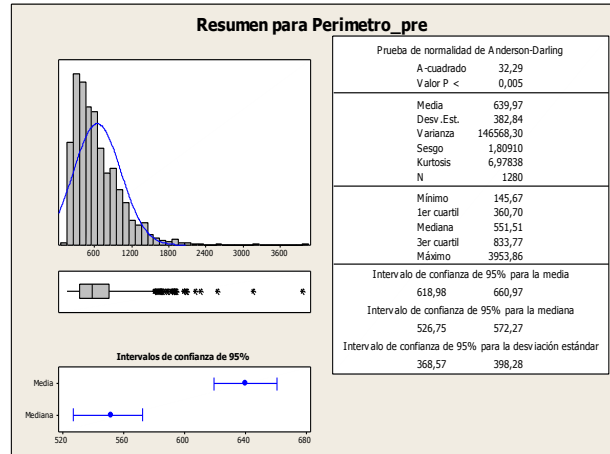 Resumen para Perimetro_pre
600 1200 1800 2400 3000 3600
Intervalos de confianza de 95%
Media
Mediana
520 560 600 640 680
Prueba de normalidad de Anderson-Darling
A-cuadrado 32,29
Valor P < 0,005
Media 639,97
Desv.Est. 382,84
Varianza 146568,30
Sesgo 1,80910
Kurtosis 6,97838
N 1280
Mínimo 145,67
1er cuartil 360,70
Mediana 551,51
3er cuartil 833,77
Máximo 3953,86
Intervalo de confianza de 95% para la media
618,98 660,97
Intervalo de confianza de 95% para la mediana
526,75 572,27
Intervalo de confianza de 95% para la desviación estándar
368,57 398,28